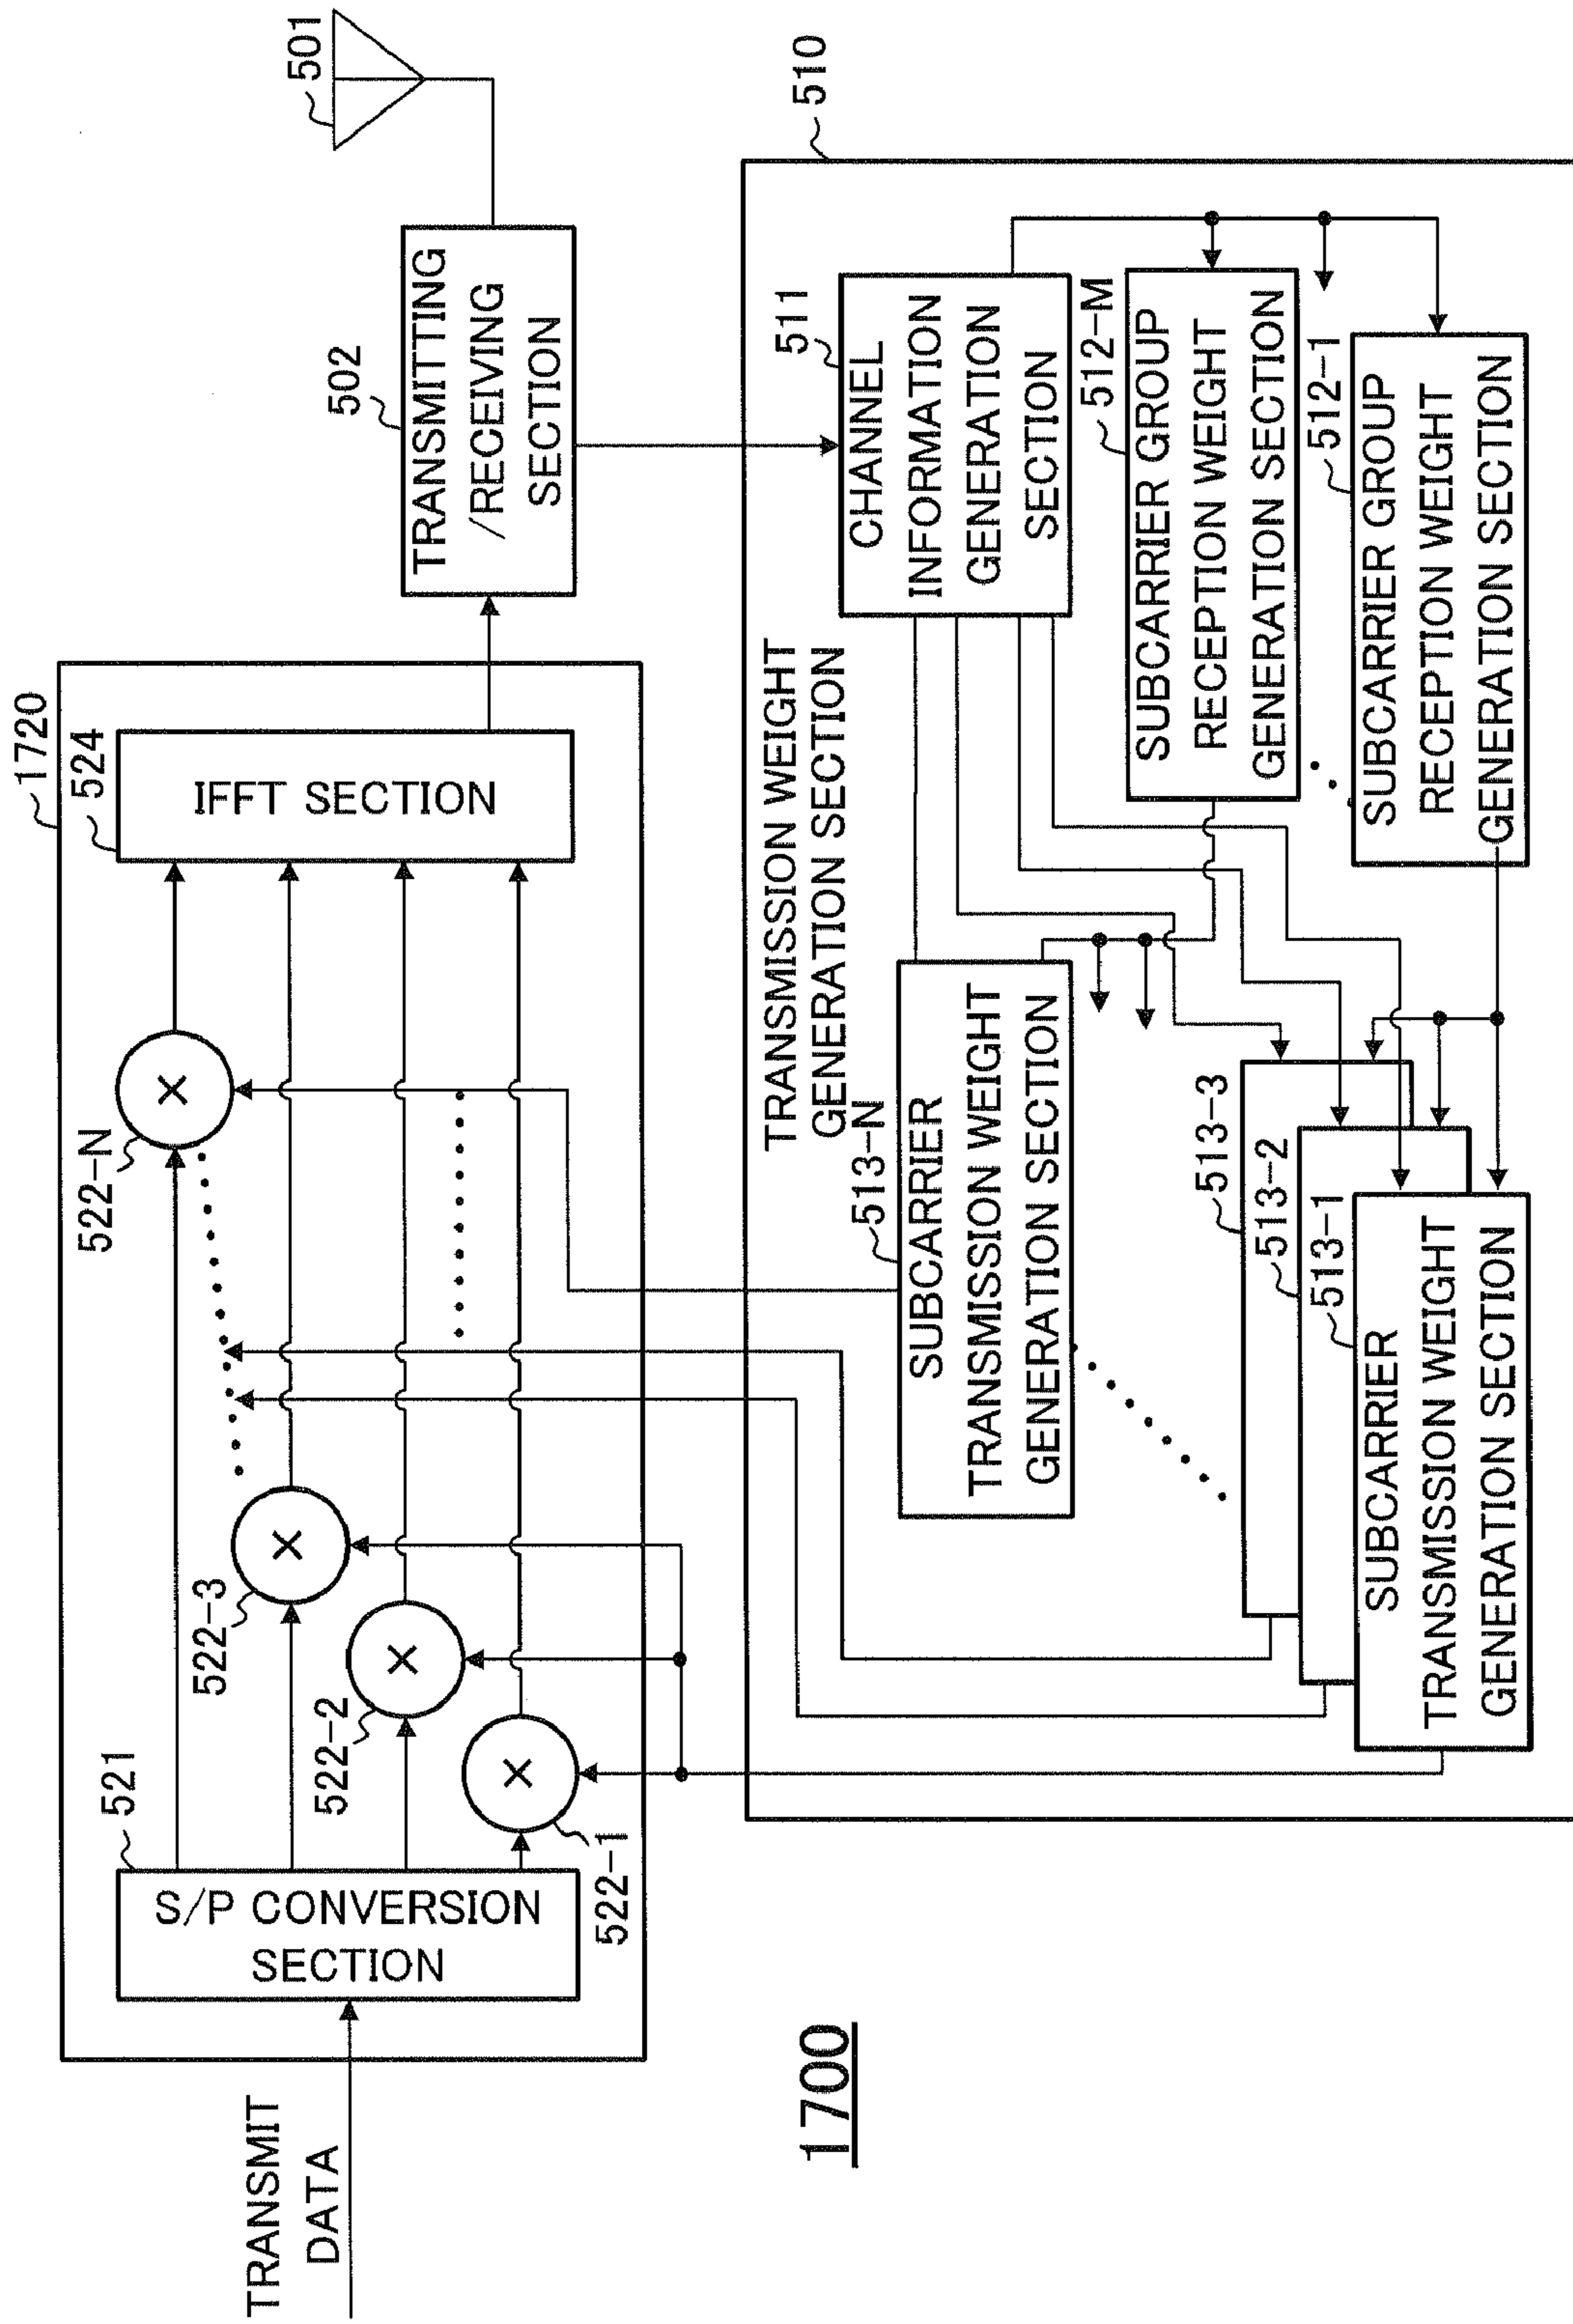 1700
TRANSMIT
DATA
1720
521
S/P CONVERSION
SECTION
522-1
522-2
522-3
522-N
524
IFFT SECTION
502
TRANSMITTING
/RECEIVING
SECTION
501
510
TRANSMISSION WEIGHT
GENERATION SECTION
511
CHANNEL
INFORMATION
GENERATION
SECTION
512-M
SUBCARRIER GROUP
RECEPTION WEIGHT
GENERATION SECTION
512-1
SUBCARRIER GROUP
RECEPTION WEIGHT
GENERATION SECTION
513-N
SUBCARRIER
TRANSMISSION WEIGHT
GENERATION SECTION
513-3
513-2
513-1
SUBCARRIER
TRANSMISSION WEIGHT
GENERATION SECTION